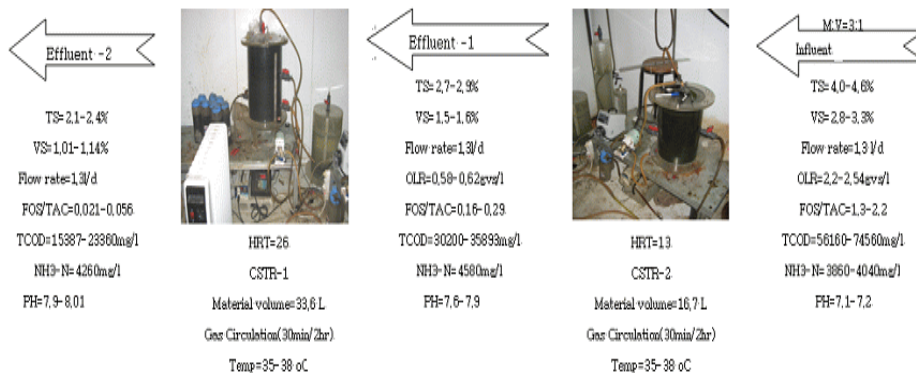 Effluent -2
TS=2,1-2,4%
VS=1,01-1,14%
Flow rate=1,3l/d
FOS/TAC=0,021-0,056
TCOD=15387-23360mg/l
NH3-N=4260mg/l
PH=7,9-8,01
HRT=26
CSTR-1
Material volume=33,6 L
Gas Circulation(30min/2hr)
Temp=35-38 oC
Effluent -1
TS=2,7-2,9%
VS=1,5-1,6%
Flow rate=1,3l/d
OLR=0,58-0,62gvs/l
FOS/TAC=0,16-0,29
TCOD=30200-35893mg/l
NH3-N=4580mg/l
PH=7,6-7,9
HRT=13
CSTR-2
Material volume=16,7 L
Gas Circulation(30min/2hr)
Temp=35-38 oC
M:V=3:1
Influent
TS=4,0-4,6%
VS=2,8-3,3%
Flow rate=1,3 l/d
OLR=2,2-2,54gvs/l
FOS/TAC=1,3-2,2
TCOD=56160-74560mg/l
NH3-N=3860-4040mg/l
PH=7,1-7,2